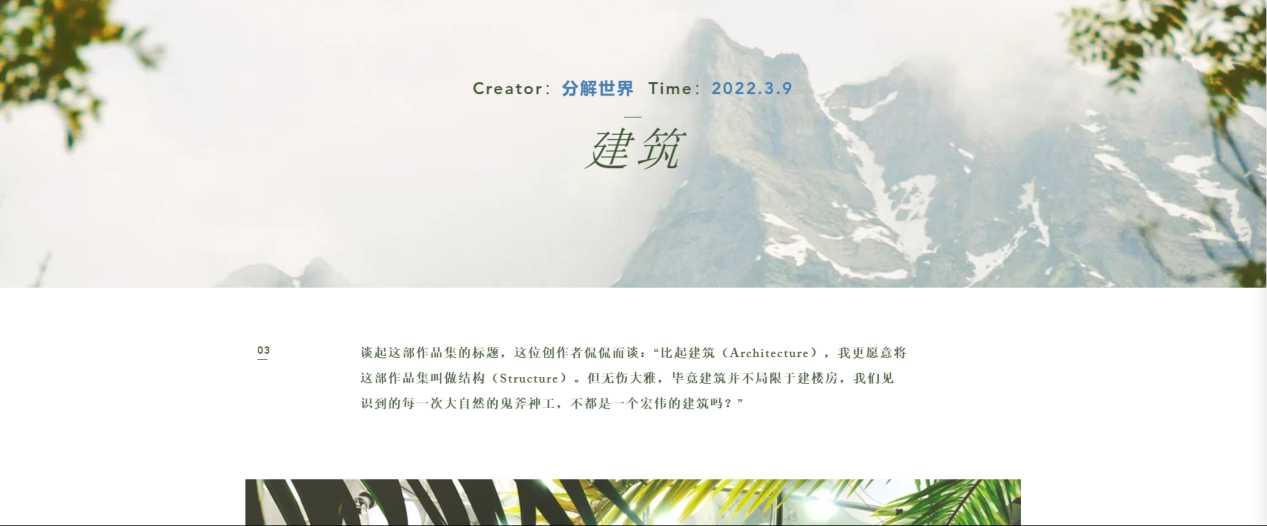 Creator：分解世界 Time：2022.3.9
建筑
03
谈起这部作品集的标题，这位创作者侃侃而谈：“比起建筑（Architecture），我更愿意将
这部作品集叫做结构（Structure）。但无伤大雅，毕竟建筑并不局限于建楼房，我们见
识到的每一次大自然的鬼斧神工，不都是一个宏伟的建筑吗？”